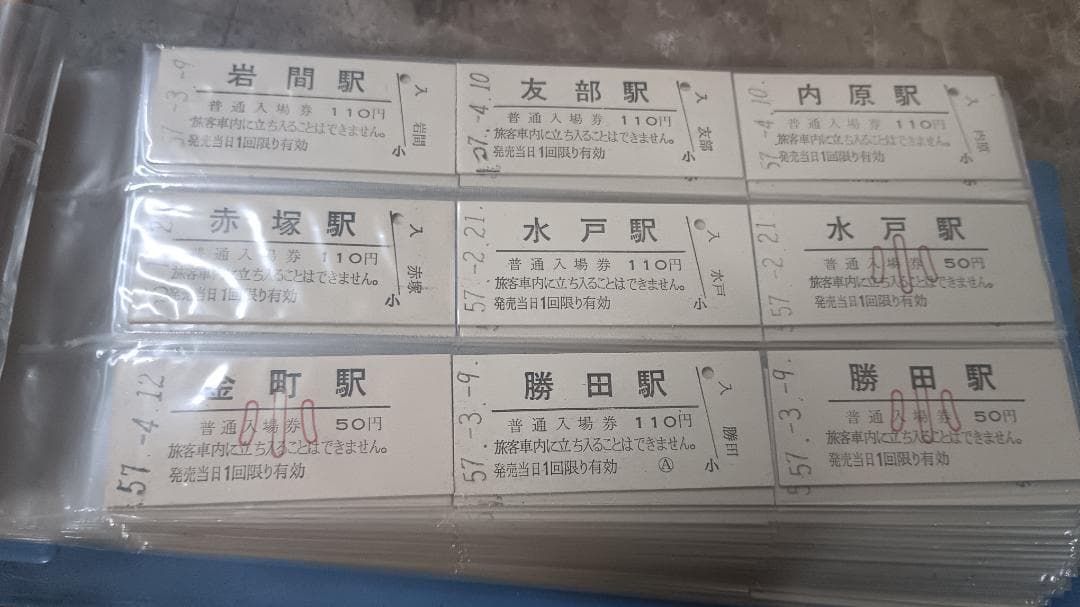 岩間駅
普通入場券 110円
旅客車内に立ち入ることはできません。
発売当日1回限り有効
入
岩間
小
友部駅
57.-4.10
普通入場券 110円
旅客車内に立ち入ることはできません。
発売当日1回限り有効
入
友部
小
内原駅
57-4.10.
普通入場券 110円
旅客車内に立ち入ることはできません。
発売当日1回限り有効
入
内原
小
赤塚駅
普通入場券 110円
旅客車内に立ち入ることはできません。
発売当日1回限り有効
入
赤塚
小
水戸駅
57-2.21.
普通入場券 110円
旅客車内に立ち入ることはできません。
発売当日1回限り有効
入
水戸
小
水戸駅
57-2.21
普通入場券 50円
旅客車内に立ち入ることはできません。
発売当日1回限り有効
小
金町駅
57.-4.12
普通入場券 50円
旅客車内に立ち入ることはできません。
発売当日1回限り有効
小
勝田駅
57.-3.-9.
普通入場券 110円
旅客車内に立ち入ることはできません。
発売当日1回限り有効 Ⓐ
入
勝田
小
勝田駅
57.-3.-9.
普通入場券 50円
旅客車内に立ち入ることはできません。
発売当日1回限り有効
小